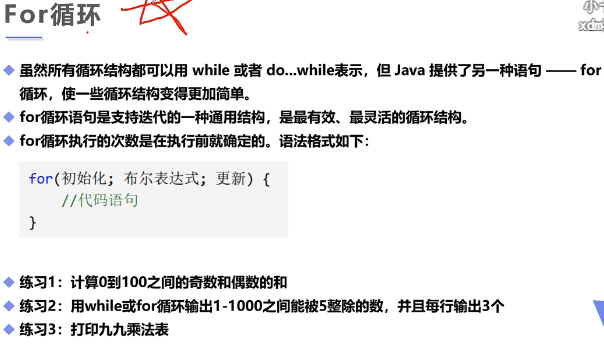 For循环
小
虽然所有循环结构都可以用 while 或者 do...while表示，但 Java 提供了另一种语句 —— for
循环，使一些循环结构变得更加简单。
for循环语句是支持迭代的一种通用结构，是最有效、最灵活的循环结构。
for循环执行的次数是在执行前就确定的。语法格式如下：
for(初始化; 布尔表达式; 更新) {
//代码语句
}
练习1：计算0到100之间的奇数和偶数的和
练习2：用while或for循环输出1-1000之间能被5整除的数，并且每行输出3个
练习3：打印九九乘法表